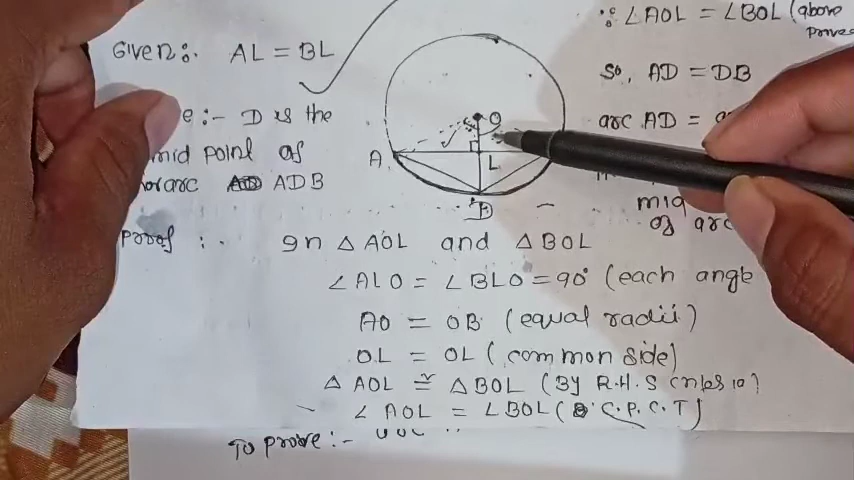 Given:- AL = BL
:- D is the
mid point of
arc ADB
A
O
L
D
∵ ∠AOL = ∠BOL (above
prove
so, AD = DB
arc AD =
mid
of arc
Proof :-
In △ AOL and △ BOL
∠ALO = ∠BLO = 90° (each angle
AO = OB (equal radii)
OL = OL (common side)
△ AOL ≅ △ BOL (By R.H.S
∠ AOL = ∠BOL ( C.P.C.T)
To prove:-